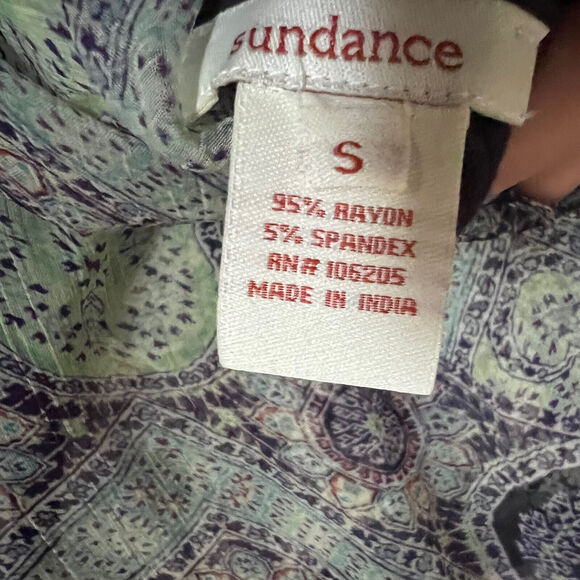 sundance
S
95% RAYON
5% SPANDEX
RN# 106205
MADE IN INDIA